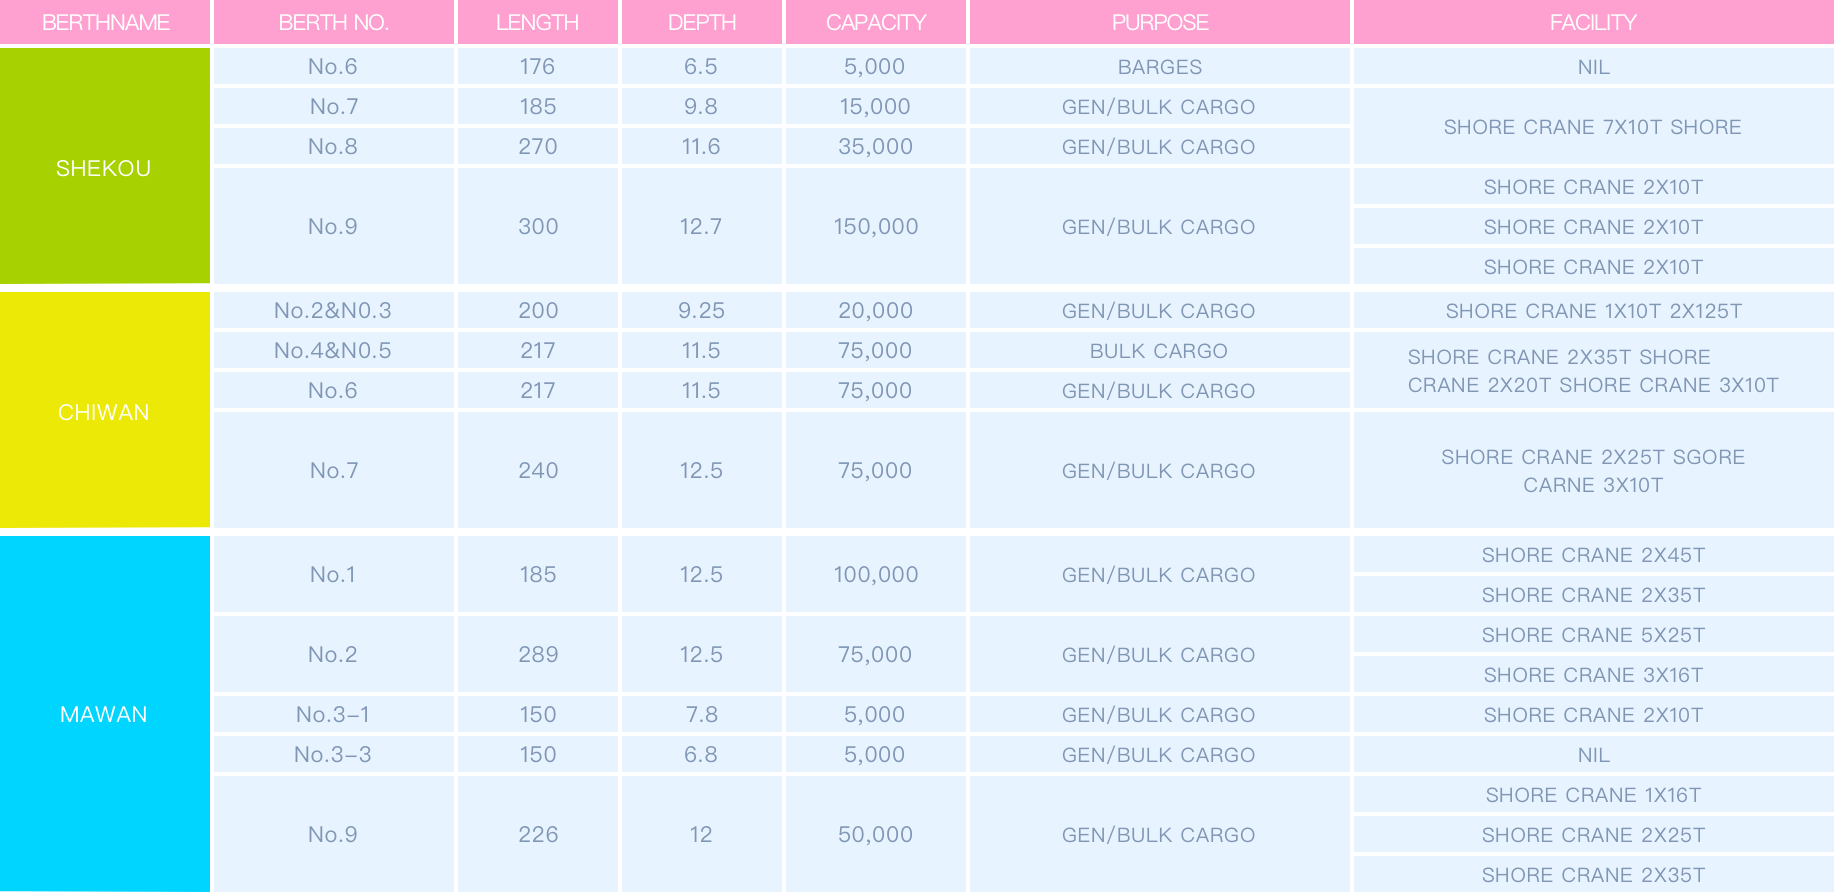 BERTHNAME BERTH NO. LENGTH DEPTH CAPACITY PURPOSE FACILITY
SHEKOU
No.6 176 6.5 5,000 BARGES NIL
No.7 185 9.8 15,000 GEN/BULK CARGO
SHORE CRANE 7X10T SHORE
No.8 270 11.6 35,000 GEN/BULK CARGO
No.9 300 12.7 150,000 GEN/BULK CARGO
SHORE CRANE 2X10T
SHORE CRANE 2X10T
SHORE CRANE 2X10T
CHIWAN
No.2&N0.3 200 9.25 20,000 GEN/BULK CARGO SHORE CRANE 1X10T 2X125T
No.4&N0.5 217 11.5 75,000 BULK CARGO
SHORE CRANE 2X35T SHORE
CRANE 2X20T SHORE CRANE 3X10T
No.6 217 11.5 75,000 GEN/BULK CARGO
No.7 240 12.5 75,000 GEN/BULK CARGO
SHORE CRANE 2X25T SGORE
CARNE 3X10T
MAWAN
No.1 185 12.5 100,000 GEN/BULK CARGO
SHORE CRANE 2X45T
SHORE CRANE 2X35T
No.2 289 12.5 75,000 GEN/BULK CARGO
SHORE CRANE 5X25T
SHORE CRANE 3X16T
No.3-1 150 7.8 5,000 GEN/BULK CARGO SHORE CRANE 2X10T
No.3-3 150 6.8 5,000 GEN/BULK CARGO NIL
No.9 226 12 50,000 GEN/BULK CARGO
SHORE CRANE 1X16T
SHORE CRANE 2X25T
SHORE CRANE 2X35T